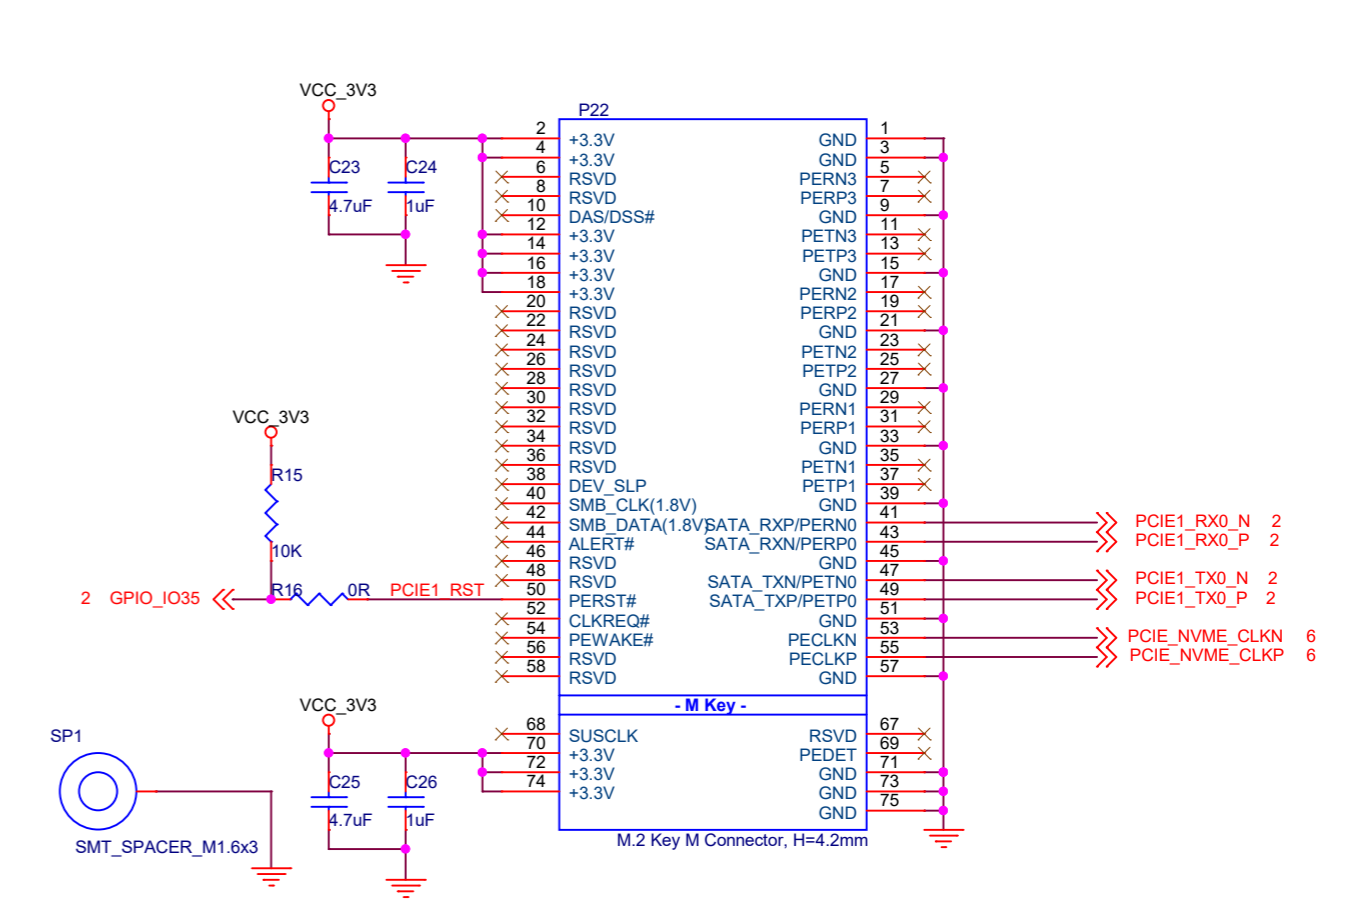 VCC_3V3
P22
2 +3.3V GND 1
4 +3.3V GND 3
C23 C24 6 RSVD PERN3 5
8 RSVD PERP3 7
4.7uF 1uF 10 DAS/DSS# GND 9
12 +3.3V PETN3 11
14 +3.3V PETP3 13
16 +3.3V GND 15
18 +3.3V PERN2 17
20 RSVD PERP2 19
22 RSVD GND 21
24 RSVD PETN2 23
26 RSVD PETP2 25
28 RSVD GND 27
VCC_3V3 30 RSVD PERN1 29
32 RSVD PERP1 31
34 RSVD GND 33
R15 36 RSVD PETN1 35
38 DEV_SLP PETP1 37
40 SMB_CLK(1.8V) GND 39
42 SMB_DATA(1.8V) SATA_RXP/PERN0 41 PCIE1_RX0_N 2
10K 44 ALERT# SATA_RXN/PERP0 43 PCIE1_RX0_P 2
46 RSVD GND 45
48 RSVD SATA_TXN/PETN0 47 PCIE1_TX0_N 2
2 GPIO_IO35 R16 0R PCIE1_RST 50 PERST# SATA_TXP/PETP0 49 PCIE1_TX0_P 2
52 CLKREQ# GND 51
54 PEWAKE# PECLKN 53 PCIE_NVME_CLKN 6
56 RSVD PECLKP 55 PCIE_NVME_CLKP 6
58 RSVD GND 57
VCC_3V3 - M Key -
SP1 68 SUSCLK RSVD 67
70 +3.3V PEDET 69
72 +3.3V GND 71
C25 C26 74 +3.3V GND 73
GND 75
4.7uF 1uF
SMT_SPACER_M1.6x3 M.2 Key M Connector, H=4.2mm